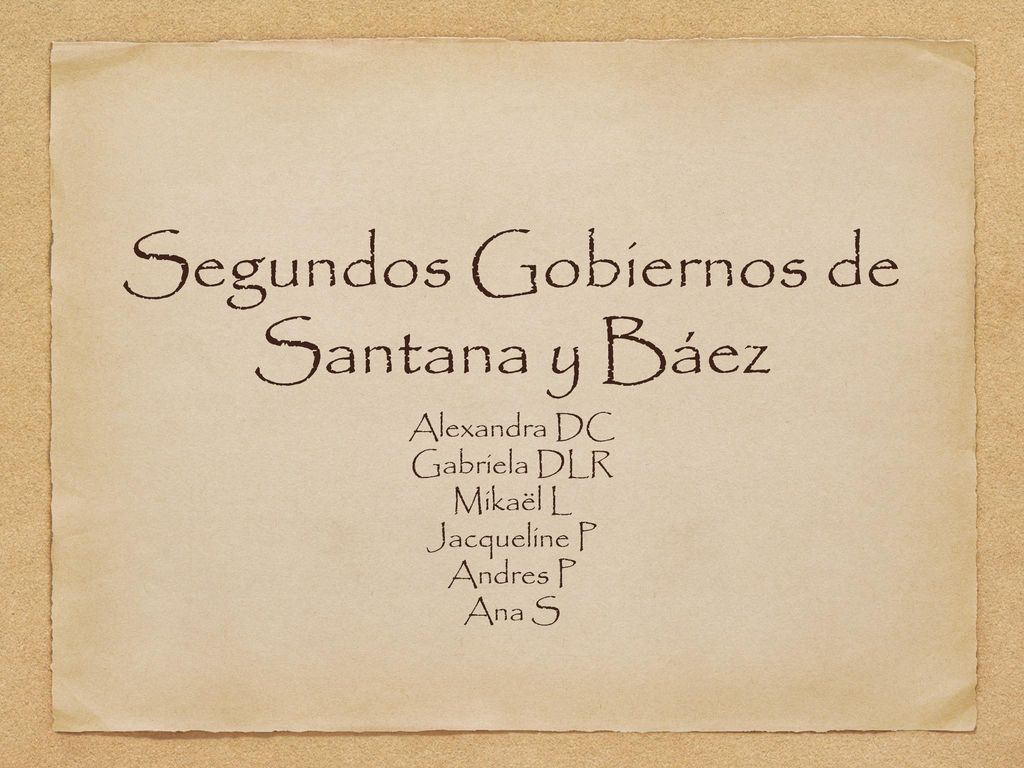 Segundos Gobiernos de
Santana y Báez
Alexandra DC
Gabriela DLR
Mikaël L
Jacqueline P
Andres P
Ana S